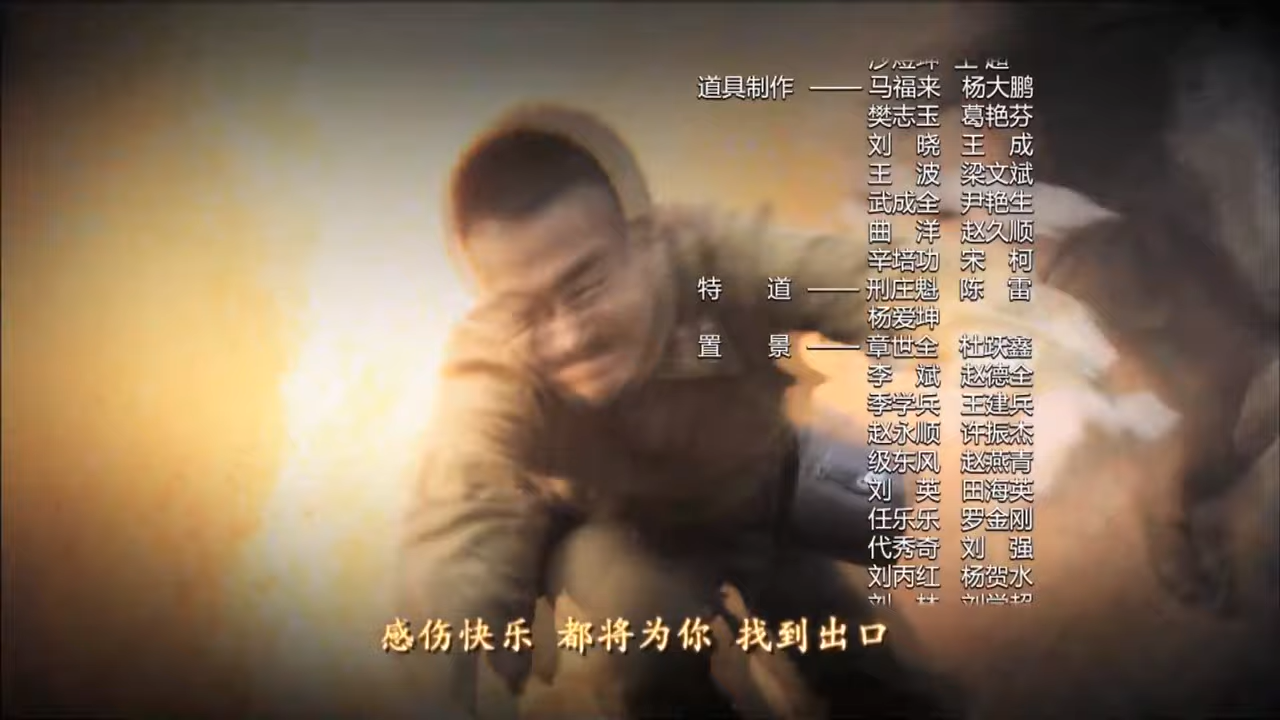 道具制作 —— 马福来 杨大鹏
樊志玉 葛艳芬
刘 晓 王 成
王 波 梁文斌
武成全 尹艳生
曲 洋 赵久顺
辛培功 宋 柯
特 道 —— 刑庄魁 陈 雷
杨爱坤
置 景 —— 章世全 杜跃鑫
李 斌 赵德全
季学兵 王建兵
赵永顺 许振杰
级东风 赵燕青
刘 英 田海英
任乐乐 罗金刚
代秀奇 刘 强
刘丙红 杨贺水
感伤快乐 都将为你 找到出口